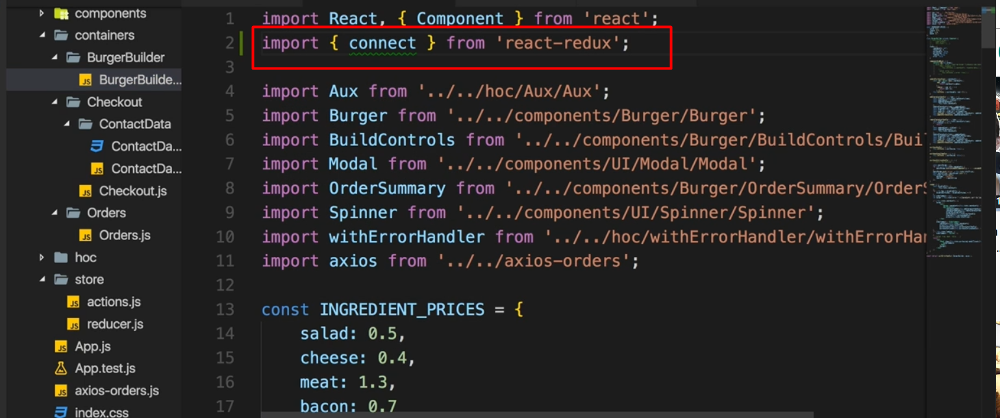 components
containers
BurgerBuilder
BurgerBuilde...
Checkout
ContactData
ContactDa...
ContactDa...
Checkout.js
Orders
Orders.js
hoc
store
actions.js
reducer.js
App.js
App.test.js
axios-orders.js
index.css
1 import React, { Component } from 'react';
2 import { connect } from 'react-redux';
3
4 import Aux from '../../hoc/Aux/Aux';
5 import Burger from '../../components/Burger/Burger';
6 import BuildControls from '../../components/Burger/BuildControls/Buil
7 import Modal from '../../components/UI/Modal/Modal';
8 import OrderSummary from '../../components/Burger/OrderSummary/OrderS
9 import Spinner from '../../components/UI/Spinner/Spinner';
10 import withErrorHandler from '../../hoc/withErrorHandler/withErrorHan
11 import axios from '../../axios-orders';
12
13 const INGREDIENT_PRICES = {
14 salad: 0.5,
15 cheese: 0.4,
16 meat: 1.3,
17 bacon: 0.7